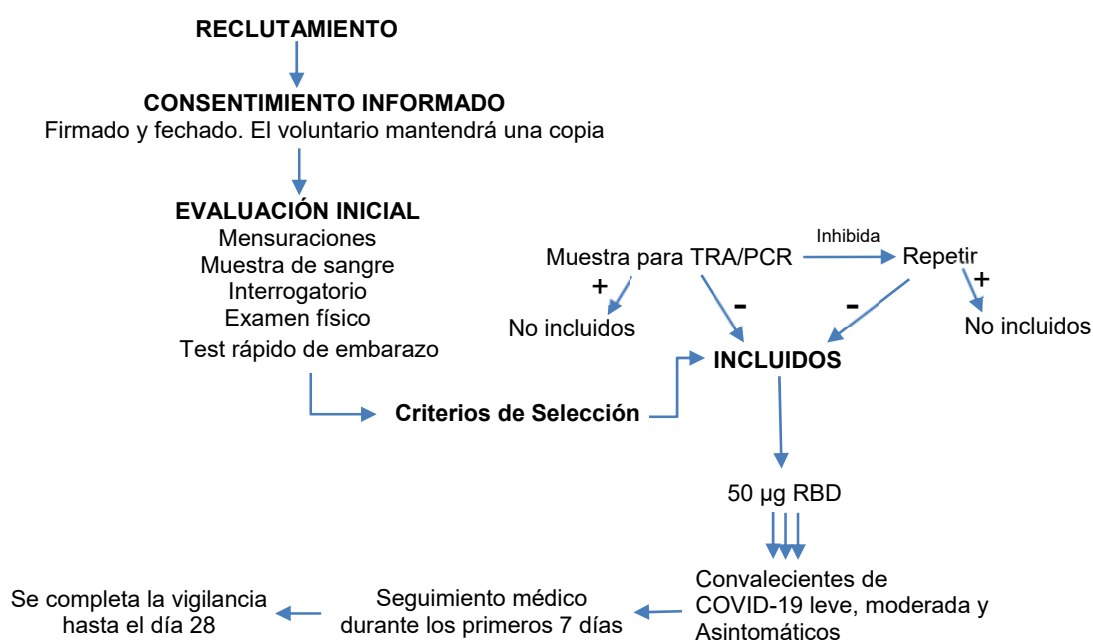 RECLUTAMIENTO
CONSENTIMIENTO INFORMADO
Firmado y fechado. El voluntario mantendrá una copia
EVALUACIÓN INICIAL
Mensuraciones
Muestra de sangre
Interrogatorio
Examen físico
Test rápido de embarazo
Criterios de Selección
Muestra para TRA/PCR
Inhibida
Repetir
+
-
-
+
No incluidos
No incluidos
INCLUIDOS
50 µg RBD
Convalecientes de
COVID-19 leve, moderada y
Asintomáticos
Seguimiento médico
durante los primeros 7 días
Se completa la vigilancia
hasta el día 28